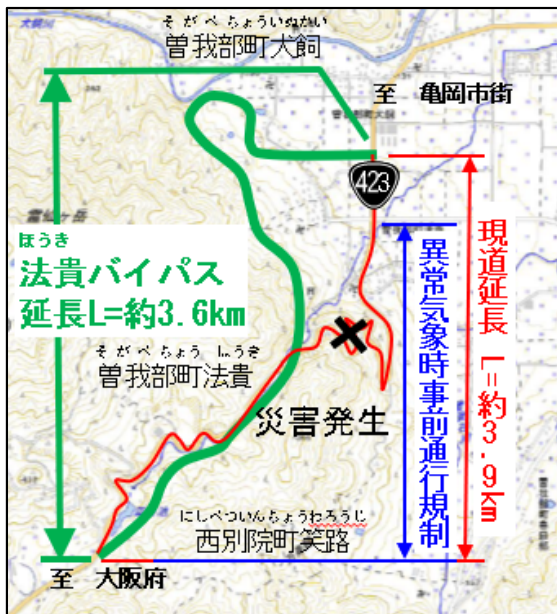 そがべちょういぬかい
曽我部町犬飼
至 亀岡市街
423
ほうき
法貴バイパス
延長L=約3.6km
現道延長 L=約3.9km
異常気象時事前通行規制
そがべちょう ほうき
曽我部町法貴
災害発生
にしべついんちょうわろうじ
西別院町笑路
至 大阪府